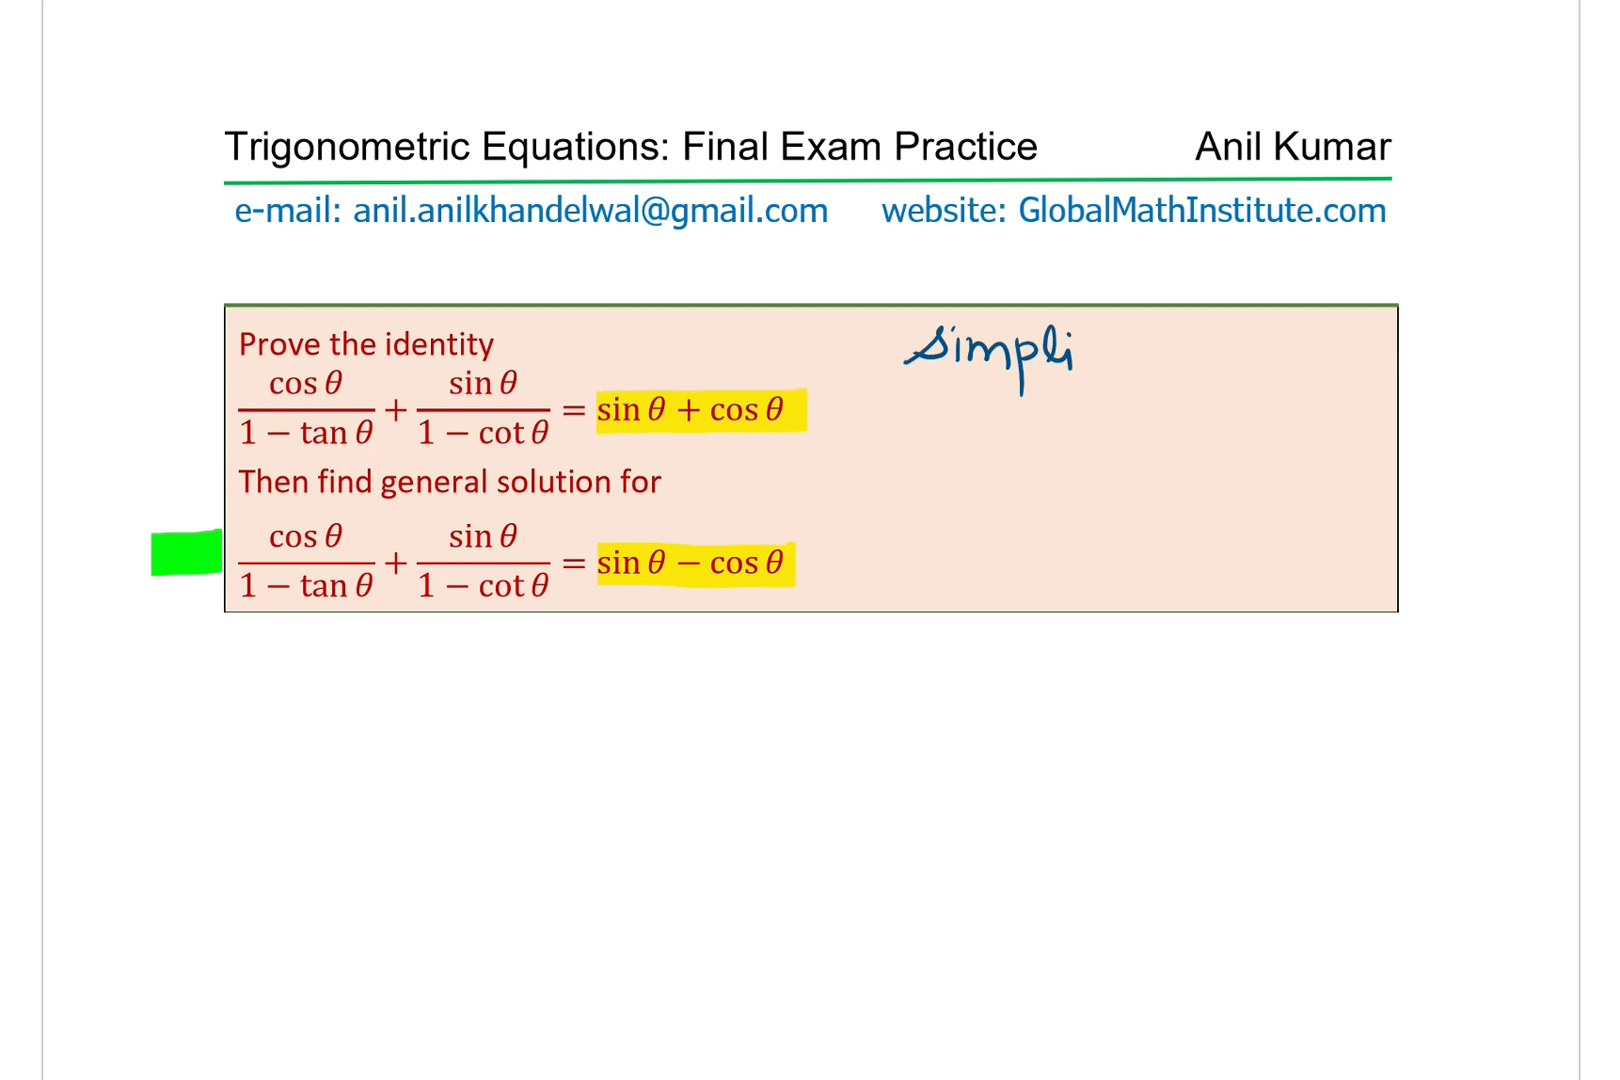 Trigonometric Equations: Final Exam Practice Anil Kumar
e-mail: anil.anilkhandelwal@gmail.com website: GlobalMathInstitute.com
Prove the identity
cos θ / (1 − tan θ) + sin θ / (1 − cot θ) = sin θ + cos θ
Simpli
Then find general solution for
cos θ / (1 − tan θ) + sin θ / (1 − cot θ) = sin θ − cos θ